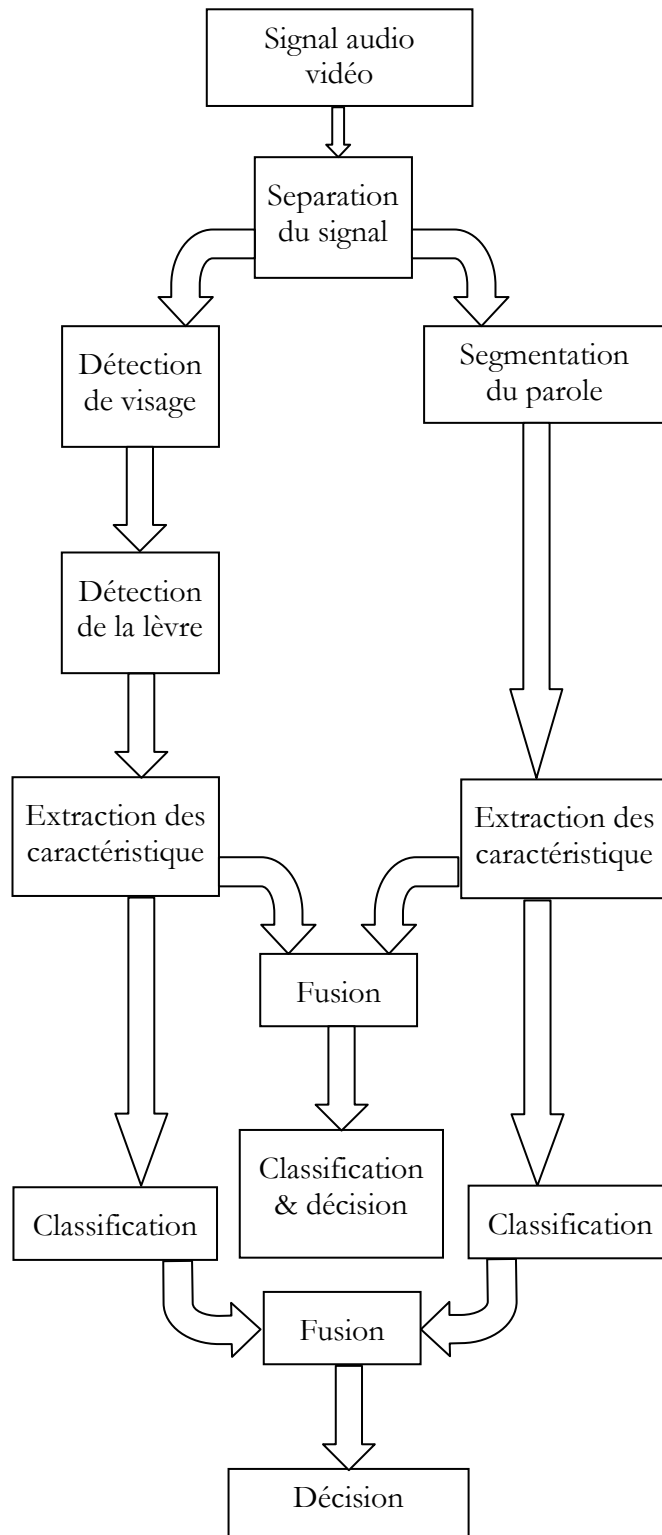 Signal audio
vidéo
Separation
du signal
Détection
de visage
Segmentation
du parole
Détection
de la lèvre
Extraction des
caractéristique
Extraction des
caractéristique
Fusion
Classification
& décision
Classification
Classification
Fusion
Décision